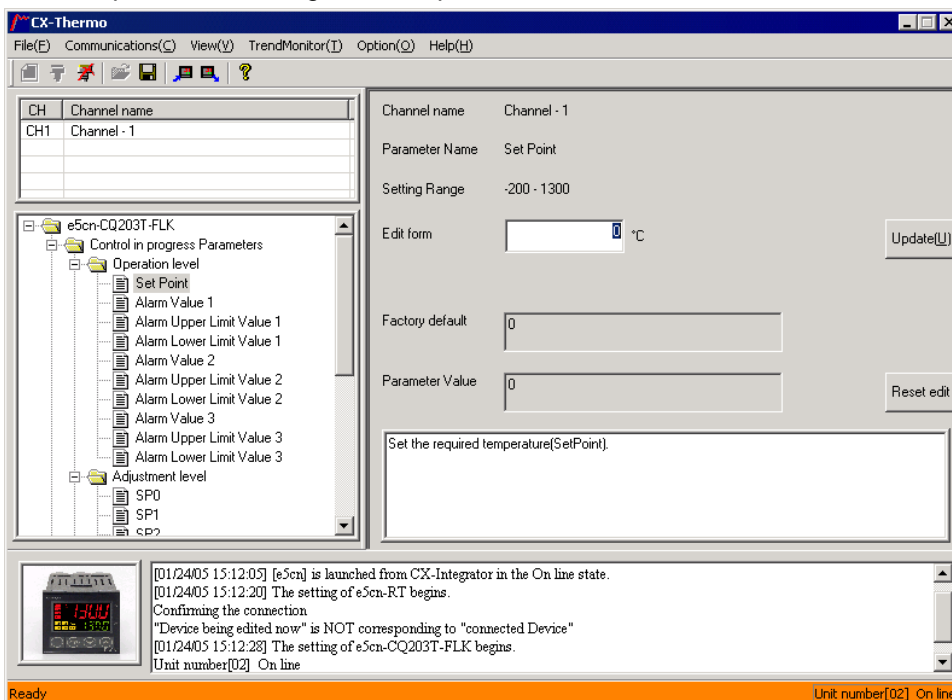 CX-Thermo
File(F) Communications(C) View(V) TrendMonitor(T) Option(O) Help(H)
CH Channel name
CH1 Channel - 1
e5cn-CQ203T-FLK
Control in progress Parameters
Operation level
Set Point
Alarm Value 1
Alarm Upper Limit Value 1
Alarm Lower Limit Value 1
Alarm Value 2
Alarm Upper Limit Value 2
Alarm Lower Limit Value 2
Alarm Value 3
Alarm Upper Limit Value 3
Alarm Lower Limit Value 3
Adjustment level
SP0
SP1
SP2
Channel name Channel - 1
Parameter Name Set Point
Setting Range -200 - 1300
Edit form 0 °C Update(U)
Factory default 0
Parameter Value 0 Reset edit
Set the required temperature(SetPoint).
[01/24/05 15:12:05] [e5cn] is launched from CX-Integrator in the On line state.
[01/24/05 15:12:20] The setting of e5cn-RT begins.
Confirming the connection
"Device being edited now" is NOT corresponding to "connected Device"
[01/24/05 15:12:28] The setting of e5cn-CQ203T-FLK begins.
Unit number[02] On line
Ready Unit number[02] On line